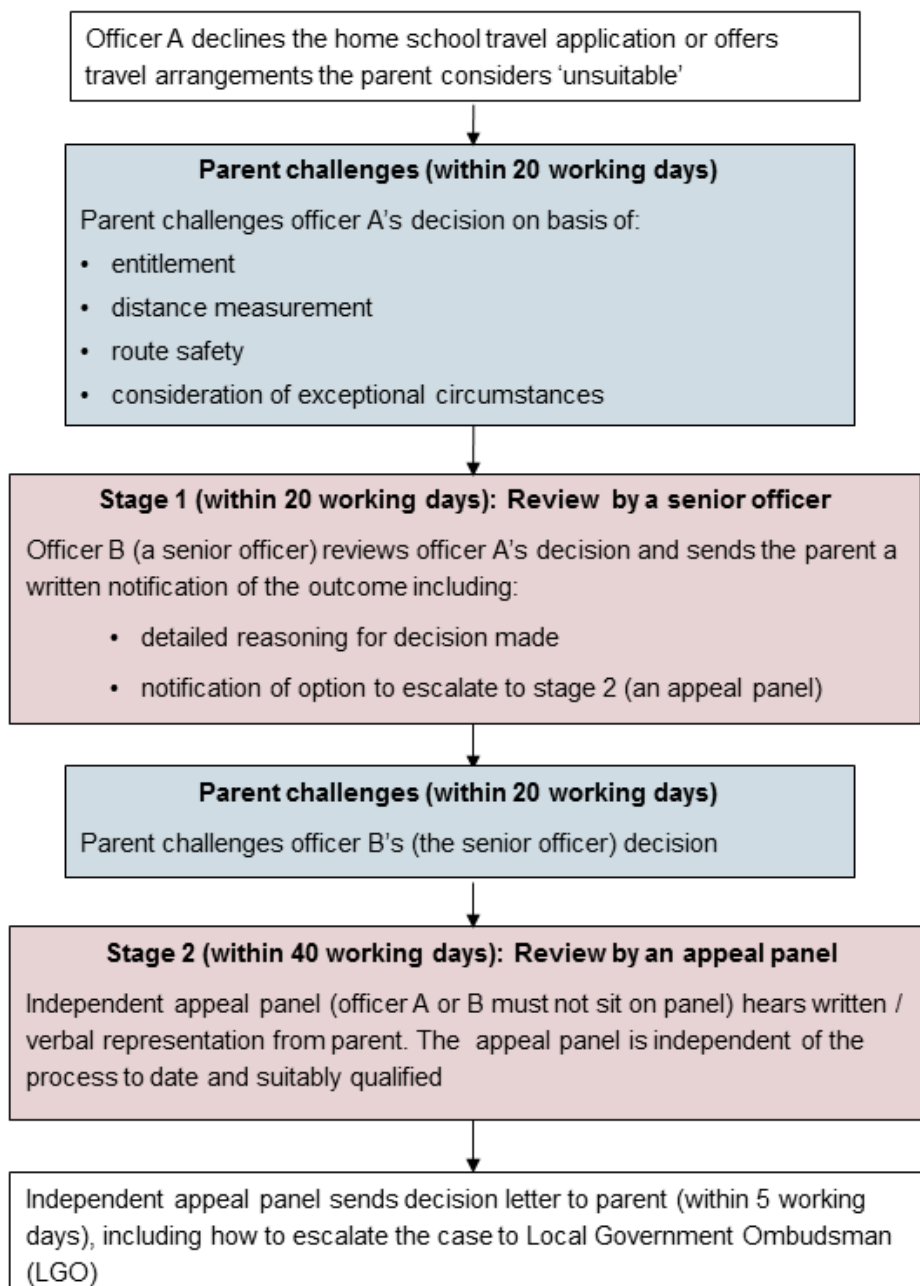 Officer A declines the home school travel application or offers
travel arrangements the parent considers ‘unsuitable’
Parent challenges (within 20 working days)
Parent challenges officer A’s decision on basis of:
• entitlement
• distance measurement
• route safety
• consideration of exceptional circumstances
Stage 1 (within 20 working days): Review by a senior officer
Officer B (a senior officer) reviews officer A’s decision and sends the parent a
written notification of the outcome including:
• detailed reasoning for decision made
• notification of option to escalate to stage 2 (an appeal panel)
Parent challenges (within 20 working days)
Parent challenges officer B’s (the senior officer) decision
Stage 2 (within 40 working days): Review by an appeal panel
Independent appeal panel (officer A or B must not sit on panel) hears written /
verbal representation from parent. The appeal panel is independent of the
process to date and suitably qualified
Independent appeal panel sends decision letter to parent (within 5 working
days), including how to escalate the case to Local Government Ombudsman
(LGO)